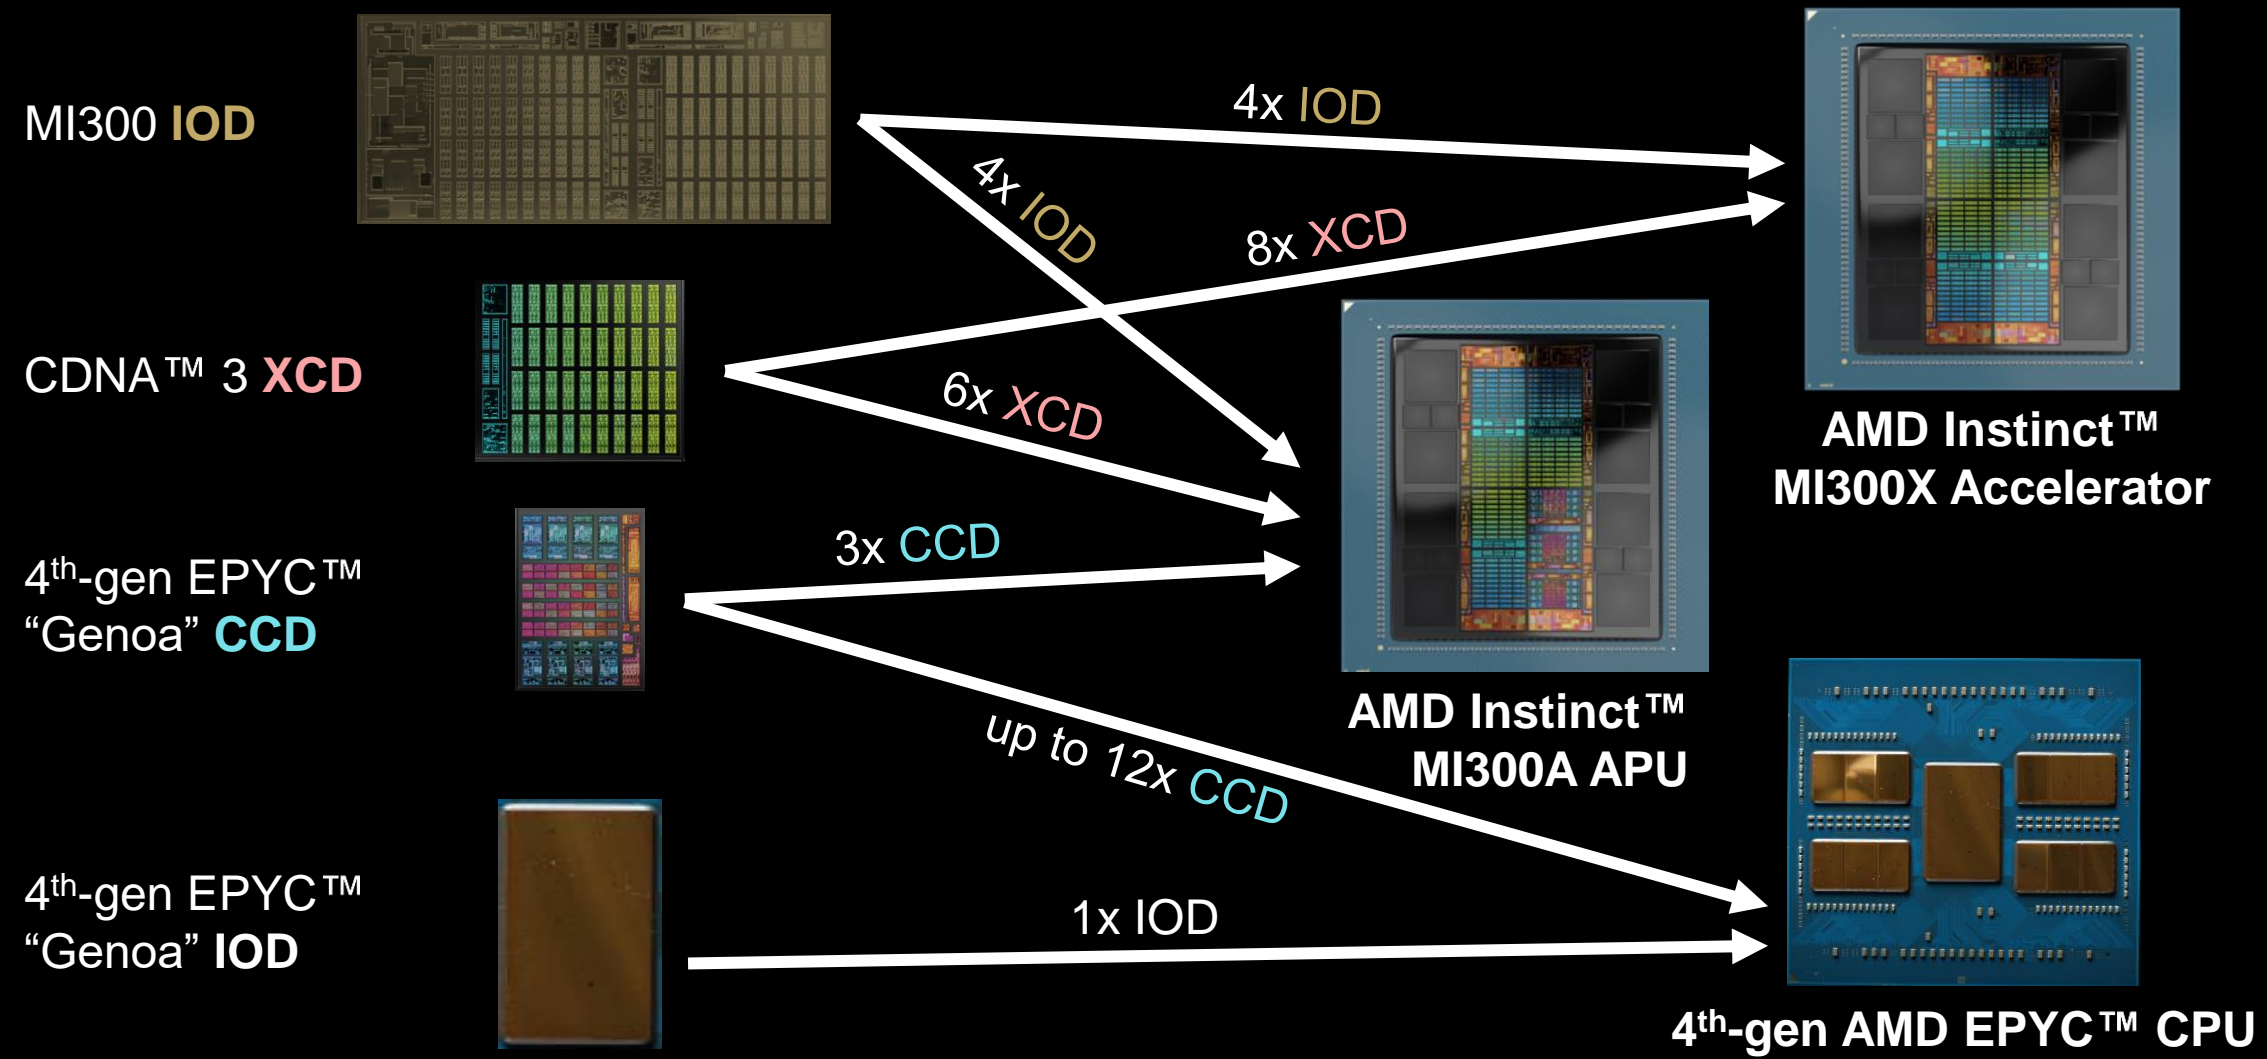 MI300 IOD
4x IOD
4x IOD
8x XCD
CDNA™ 3 XCD
6x XCD
AMD Instinct™
MI300X Accelerator
3x CCD
4th-gen EPYC™
“Genoa” CCD
AMD Instinct™
MI300A APU
up to 12x CCD
4th-gen EPYC™
“Genoa” IOD
1x IOD
4th-gen AMD EPYC™ CPU